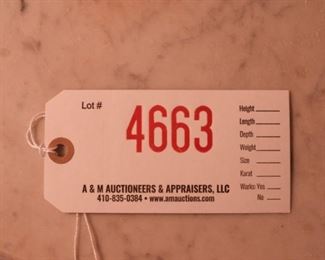 Lot #
4663
Height
Length
Depth
Weight
Size
Karat
Warko Yes
No
A & M AUCTIONEERS & APPRAISERS, LLC
410-835-0384 • www.amauctions.com